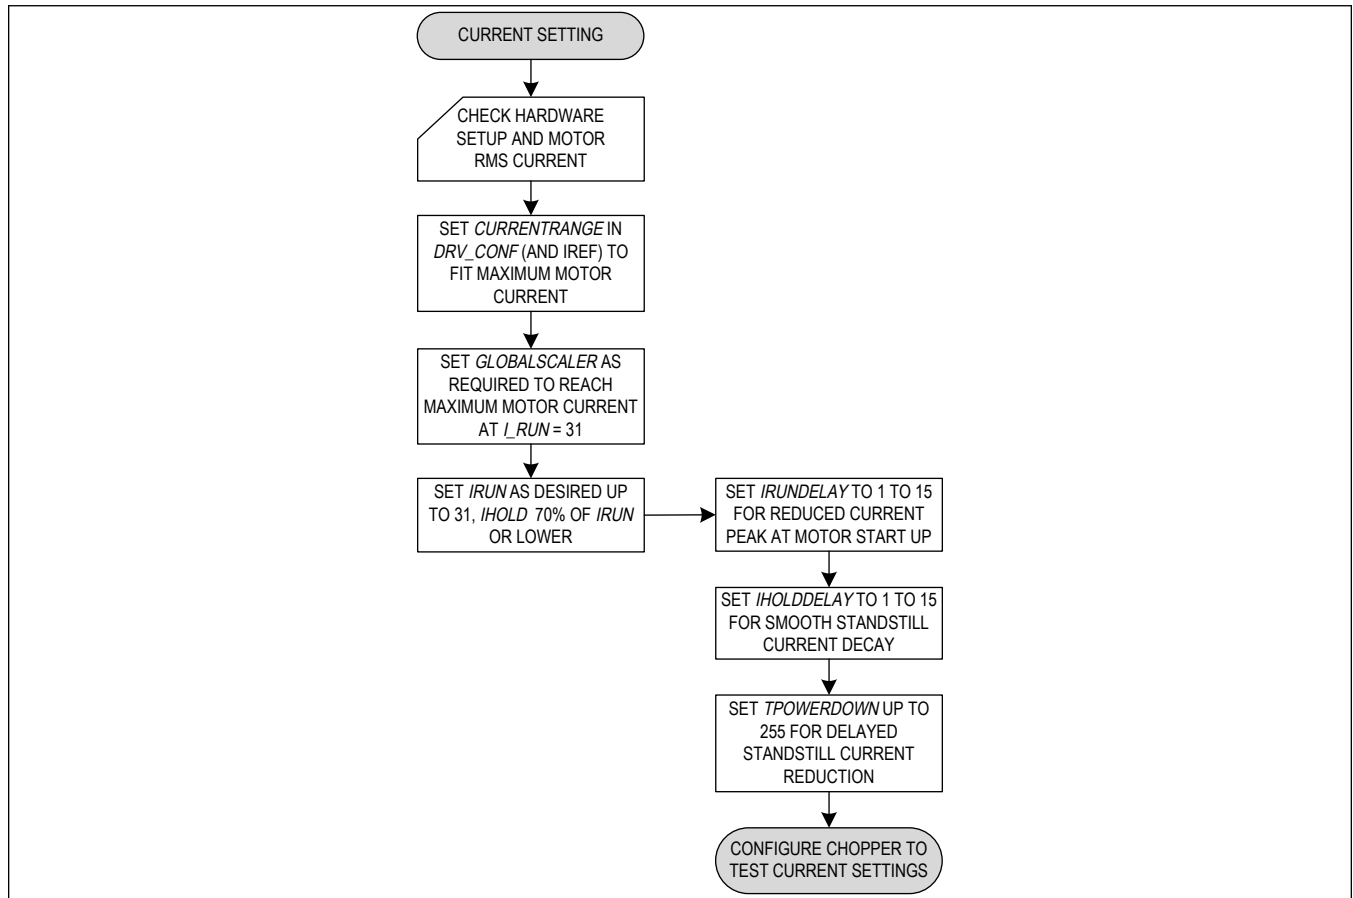 CURRENT SETTING
CHECK HARDWARE
SETUP AND MOTOR
RMS CURRENT
SET CURRENTRANGE IN
DRV_CONF (AND IREF) TO
FIT MAXIMUM MOTOR
CURRENT
SET GLOBALSCALER AS
REQUIRED TO REACH
MAXIMUM MOTOR CURRENT
AT I_RUN = 31
SET IRUN AS DESIRED UP
TO 31, IHOLD 70% OF IRUN
OR LOWER
SET IRUNDELAY TO 1 TO 15
FOR REDUCED CURRENT
PEAK AT MOTOR START UP
SET IHOLDDELAY TO 1 TO 15
FOR SMOOTH STANDSTILL
CURRENT DECAY
SET TPOWERDOWN UP TO
255 FOR DELAYED
STANDSTILL CURRENT
REDUCTION
CONFIGURE CHOPPER TO
TEST CURRENT SETTINGS